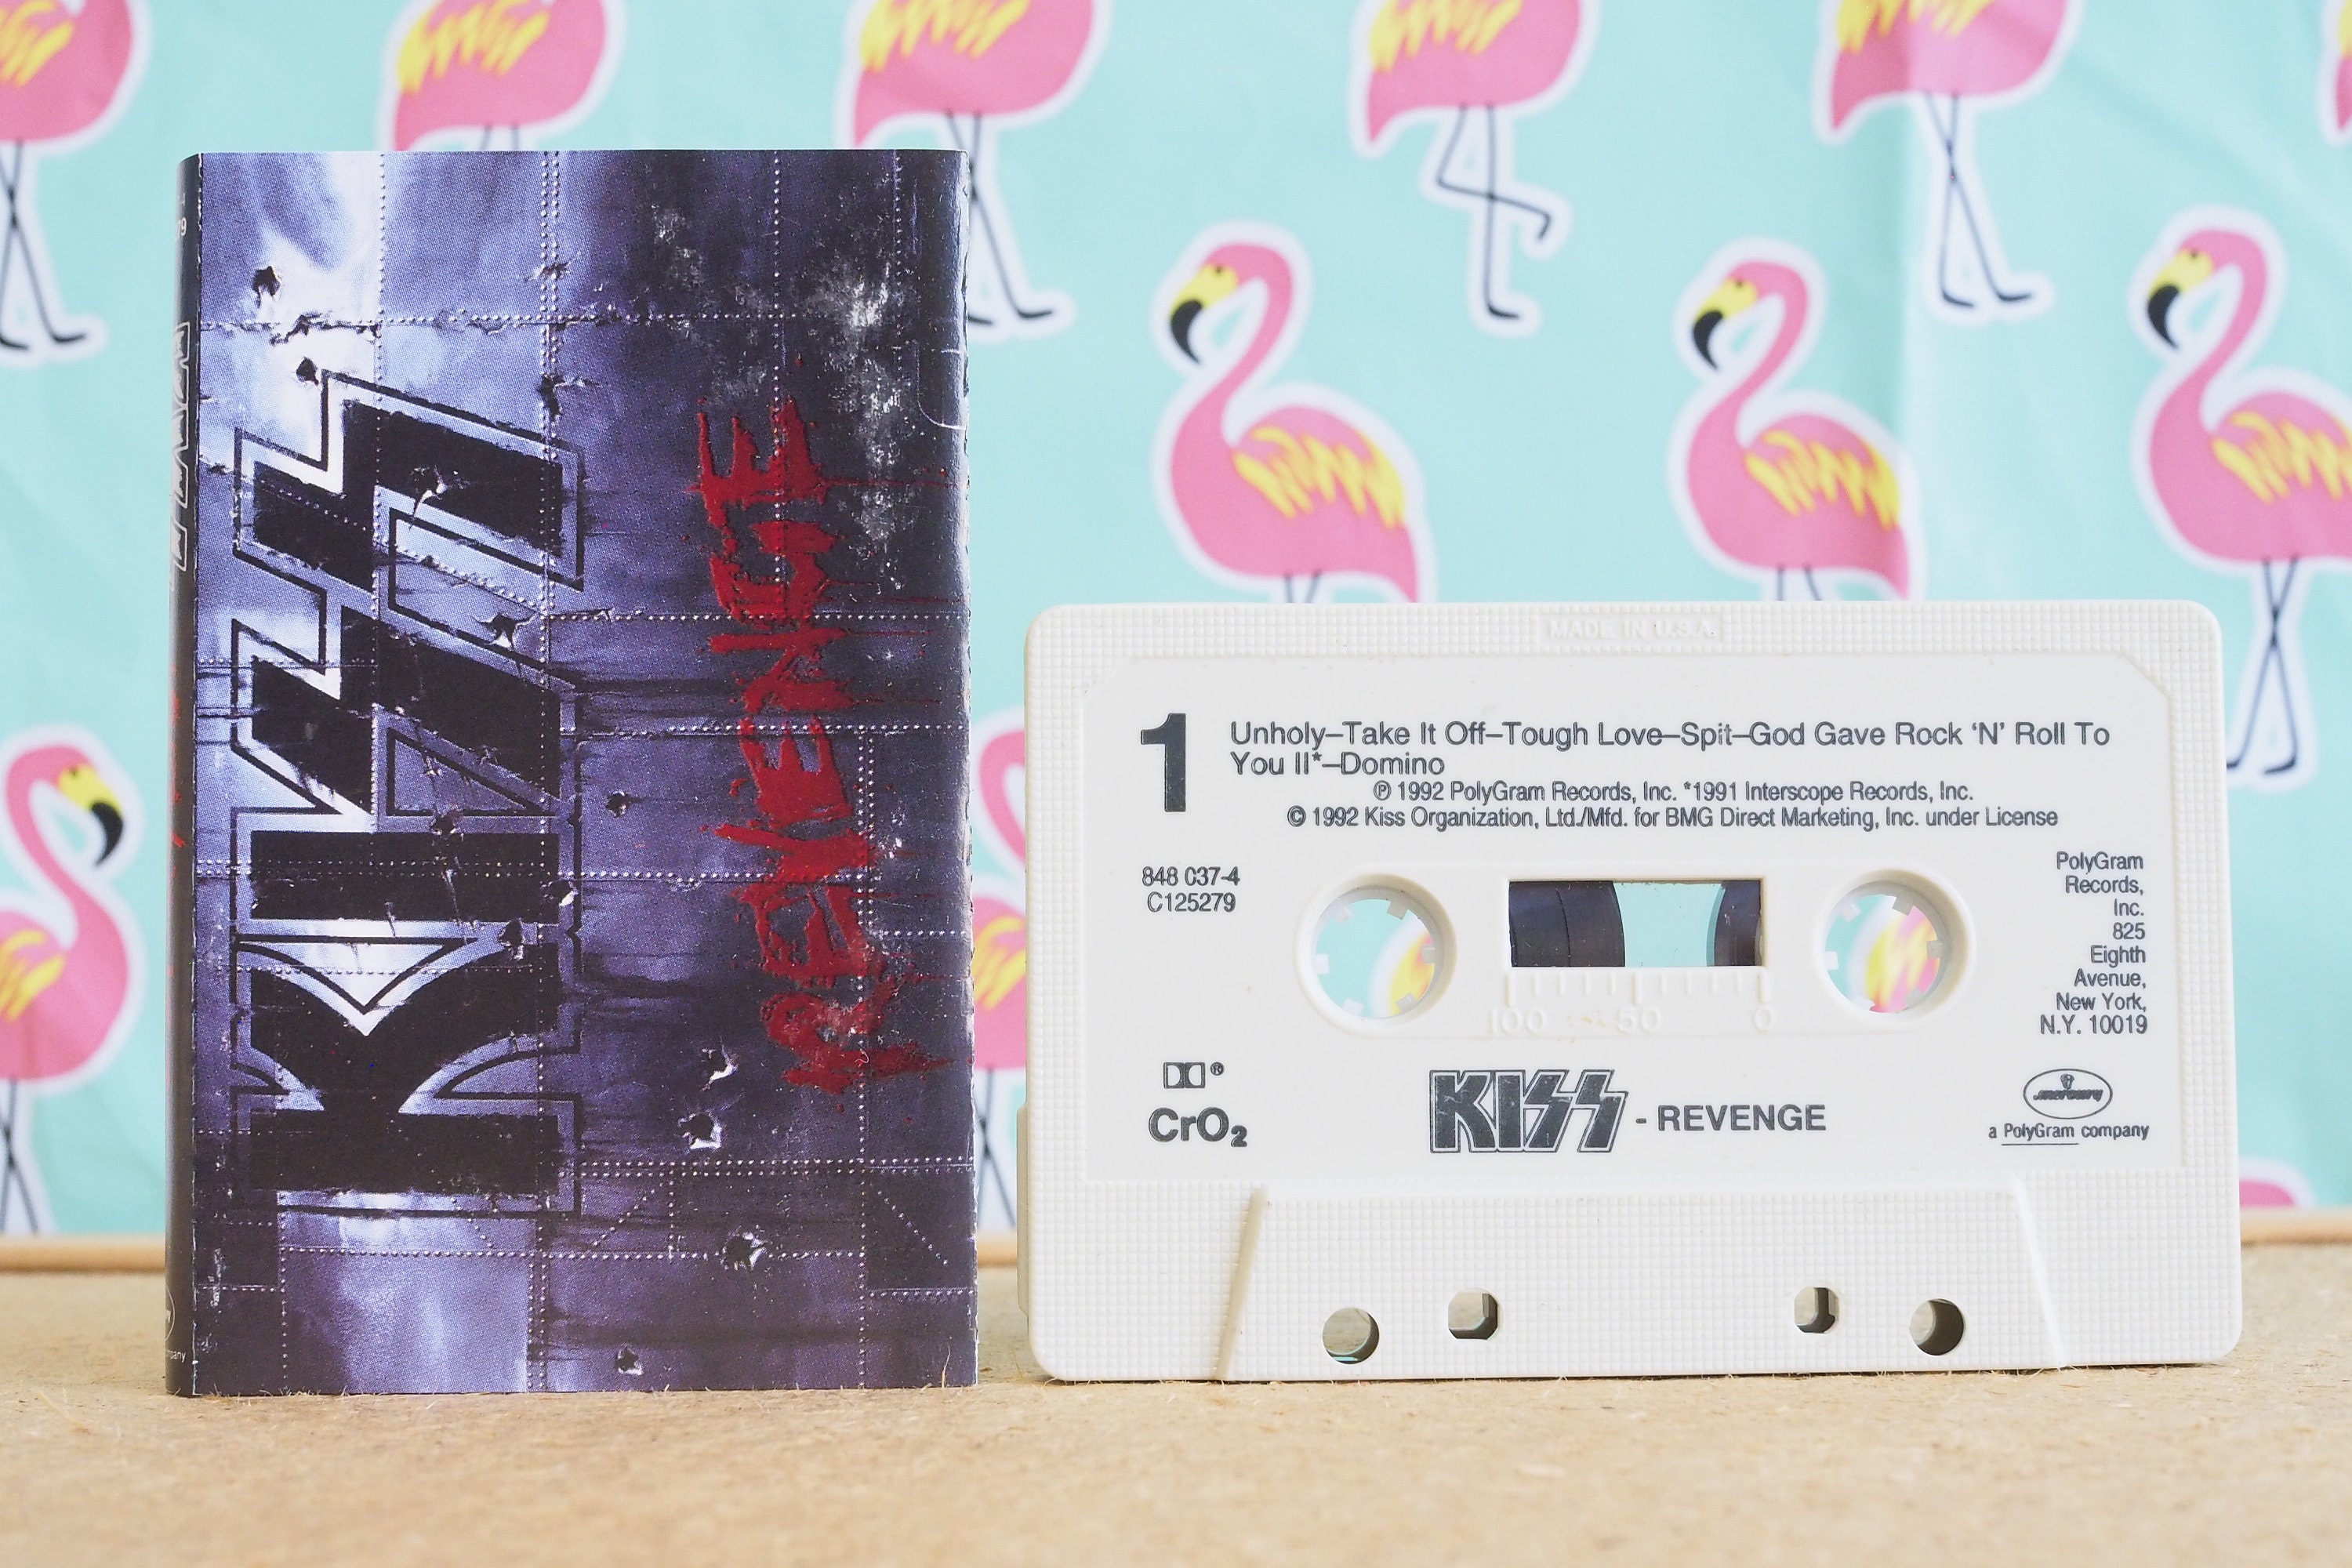 KISS
REVENGE
79
mpany
MADE IN U.S.A.
1
Unholy–Take It Off–Tough Love–Spit–God Gave Rock ‘N’ Roll To
You II*–Domino
℗ 1992 PolyGram Records, Inc. *1991 Interscope Records, Inc.
© 1992 Kiss Organization, Ltd./Mfd. for BMG Direct Marketing, Inc. under License
848 037-4
C125279
PolyGram
Records,
Inc.
825
Eighth
Avenue,
New York,
N.Y. 10019
100 50 0
®
CrO₂
KISS - REVENGE
mercury
a PolyGram company